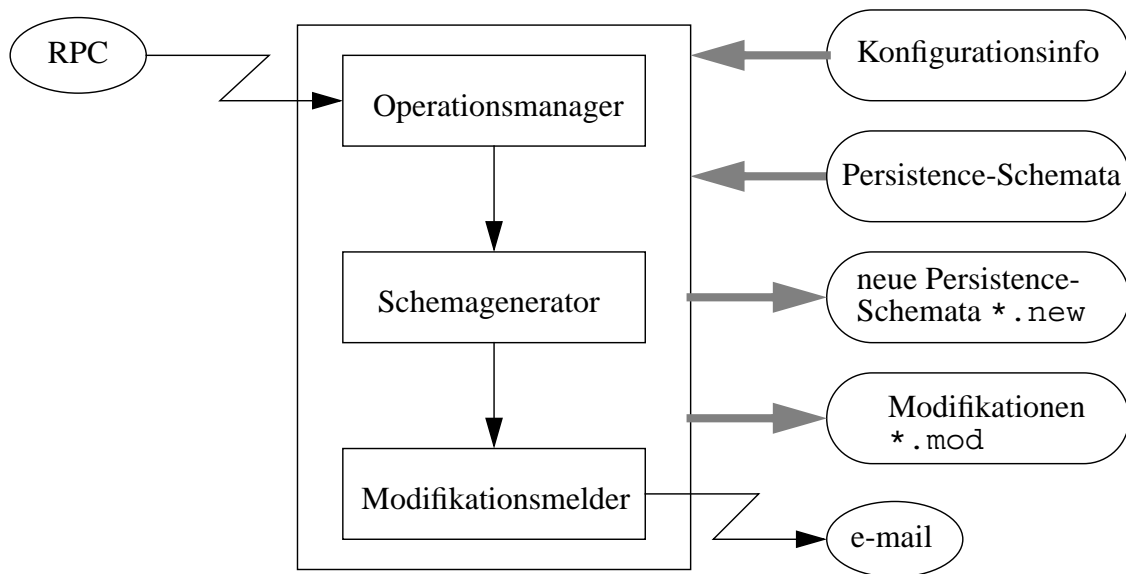 RPC
Operationsmanager
Schemagenerator
Modifikationsmelder
Konfigurationsinfo
Persistence-Schemata
neue Persistence-
Schemata *.new
Modifikationen
*.mod
e-mail